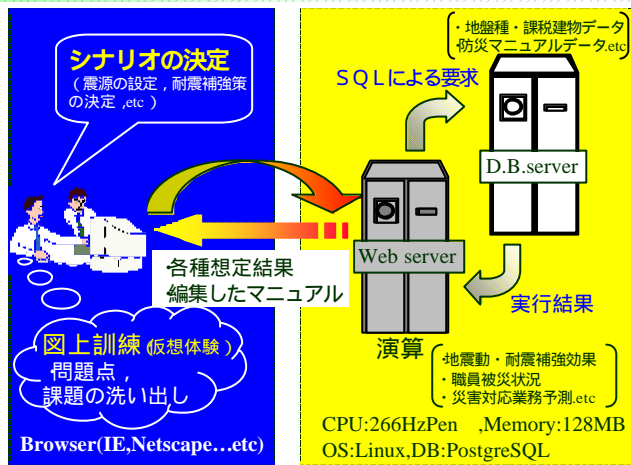 シナリオの決定
（震源の設定，耐震補強策
の決定,etc）
・各種想定結果
・編集したマニュアル
図上訓練(仮想体験）
・問題点，
課題の洗い出し
Browser(IE,Netscape…etc)
・地盤種・課税建物データ
・防災マニュアルデータ.etc
ＳＱＬによる要求
D.B.server
Web server
実行結果
演算
・地震動・耐震補強効果
・職員被災状況
・災害対応業務予測.etc
CPU:266HzPen　,Memory:128MB
OS:Linux,DB:PostgreSQL